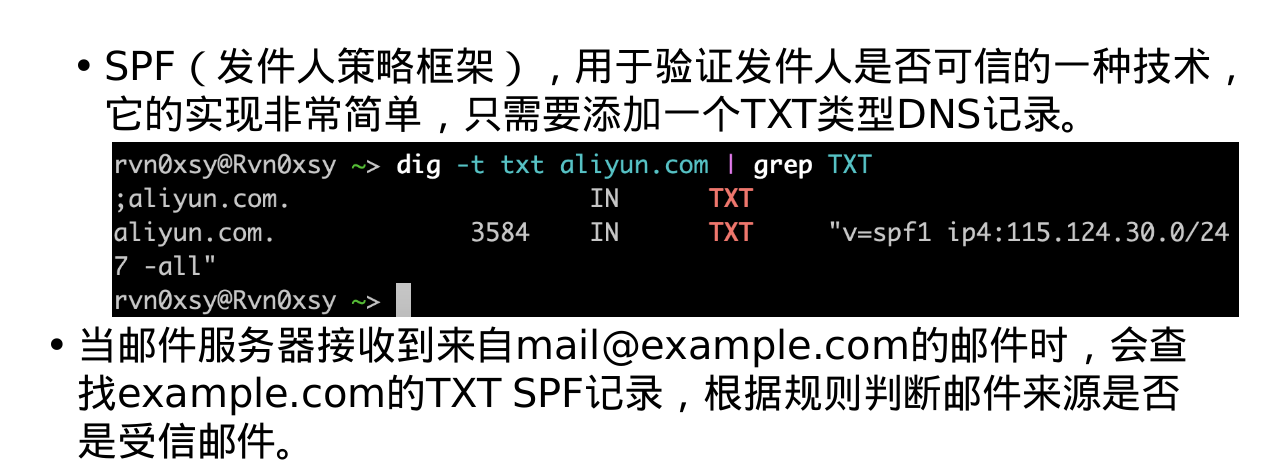 • SPF（发件人策略框架），用于验证发件人是否可信的一种技术，
它的实现非常简单，只需要添加一个TXT类型DNS记录。
rvn0xsy@Rvn0xsy ~> dig -t txt aliyun.com | grep TXT
;aliyun.com. IN TXT
aliyun.com. 3584 IN TXT "v=spf1 ip4:115.124.30.0/24
7 -all"
rvn0xsy@Rvn0xsy ~>
• 当邮件服务器接收到来自mail@example.com的邮件时，会查
找example.com的TXT SPF记录，根据规则判断邮件来源是否
是受信邮件。